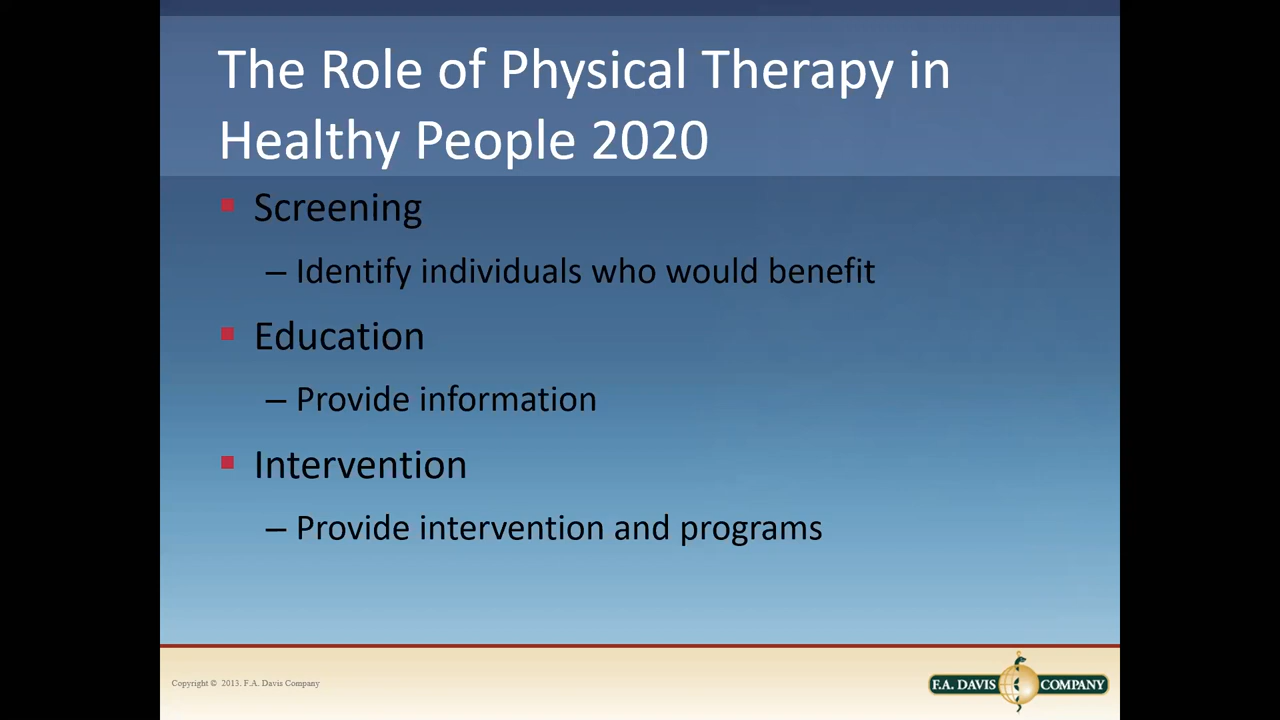 The Role of Physical Therapy in
Healthy People 2020
▪ Screening
– Identify individuals who would benefit
▪ Education
– Provide information
▪ Intervention
– Provide intervention and programs
Copyright © 2013. F.A. Davis Company
F.A. DAVIS COMPANY